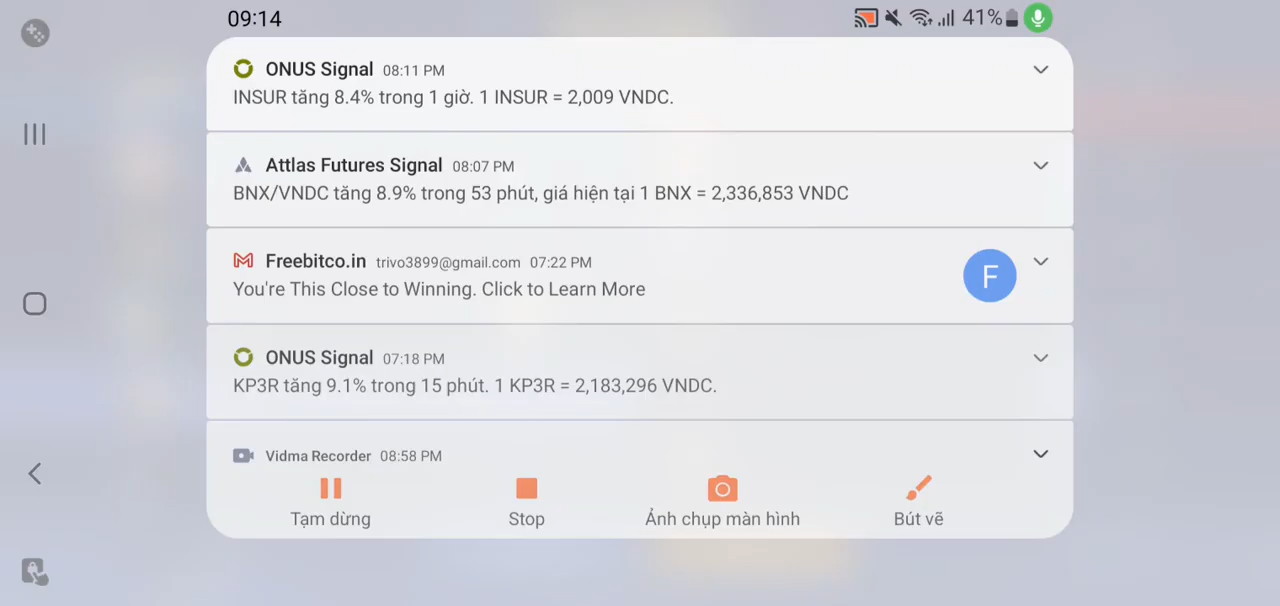 09:14
41%
ONUS Signal 08:11 PM
INSUR tăng 8.4% trong 1 giờ. 1 INSUR = 2,009 VNDC.
Attlas Futures Signal 08:07 PM
BNX/VNDC tăng 8.9% trong 53 phút, giá hiện tại 1 BNX = 2,336,853 VNDC
Freebitco.in trivo3899@gmail.com 07:22 PM
You're This Close to Winning. Click to Learn More
F
ONUS Signal 07:18 PM
KP3R tăng 9.1% trong 15 phút. 1 KP3R = 2,183,296 VNDC.
Vidma Recorder 08:58 PM
Tạm dừng
Stop
Ảnh chụp màn hình
Bút vẽ